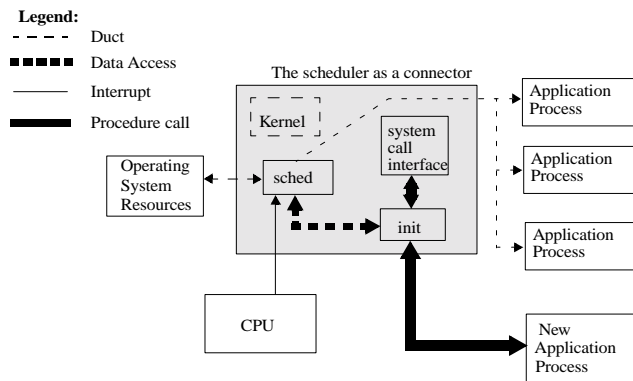 Legend:
Duct
Data Access
Interrupt
Procedure call
The scheduler as a connector
Kernel
system
call
interface
sched
init
Operating
System
Resources
CPU
Application
Process
Application
Process
Application
Process
New
Application
Process